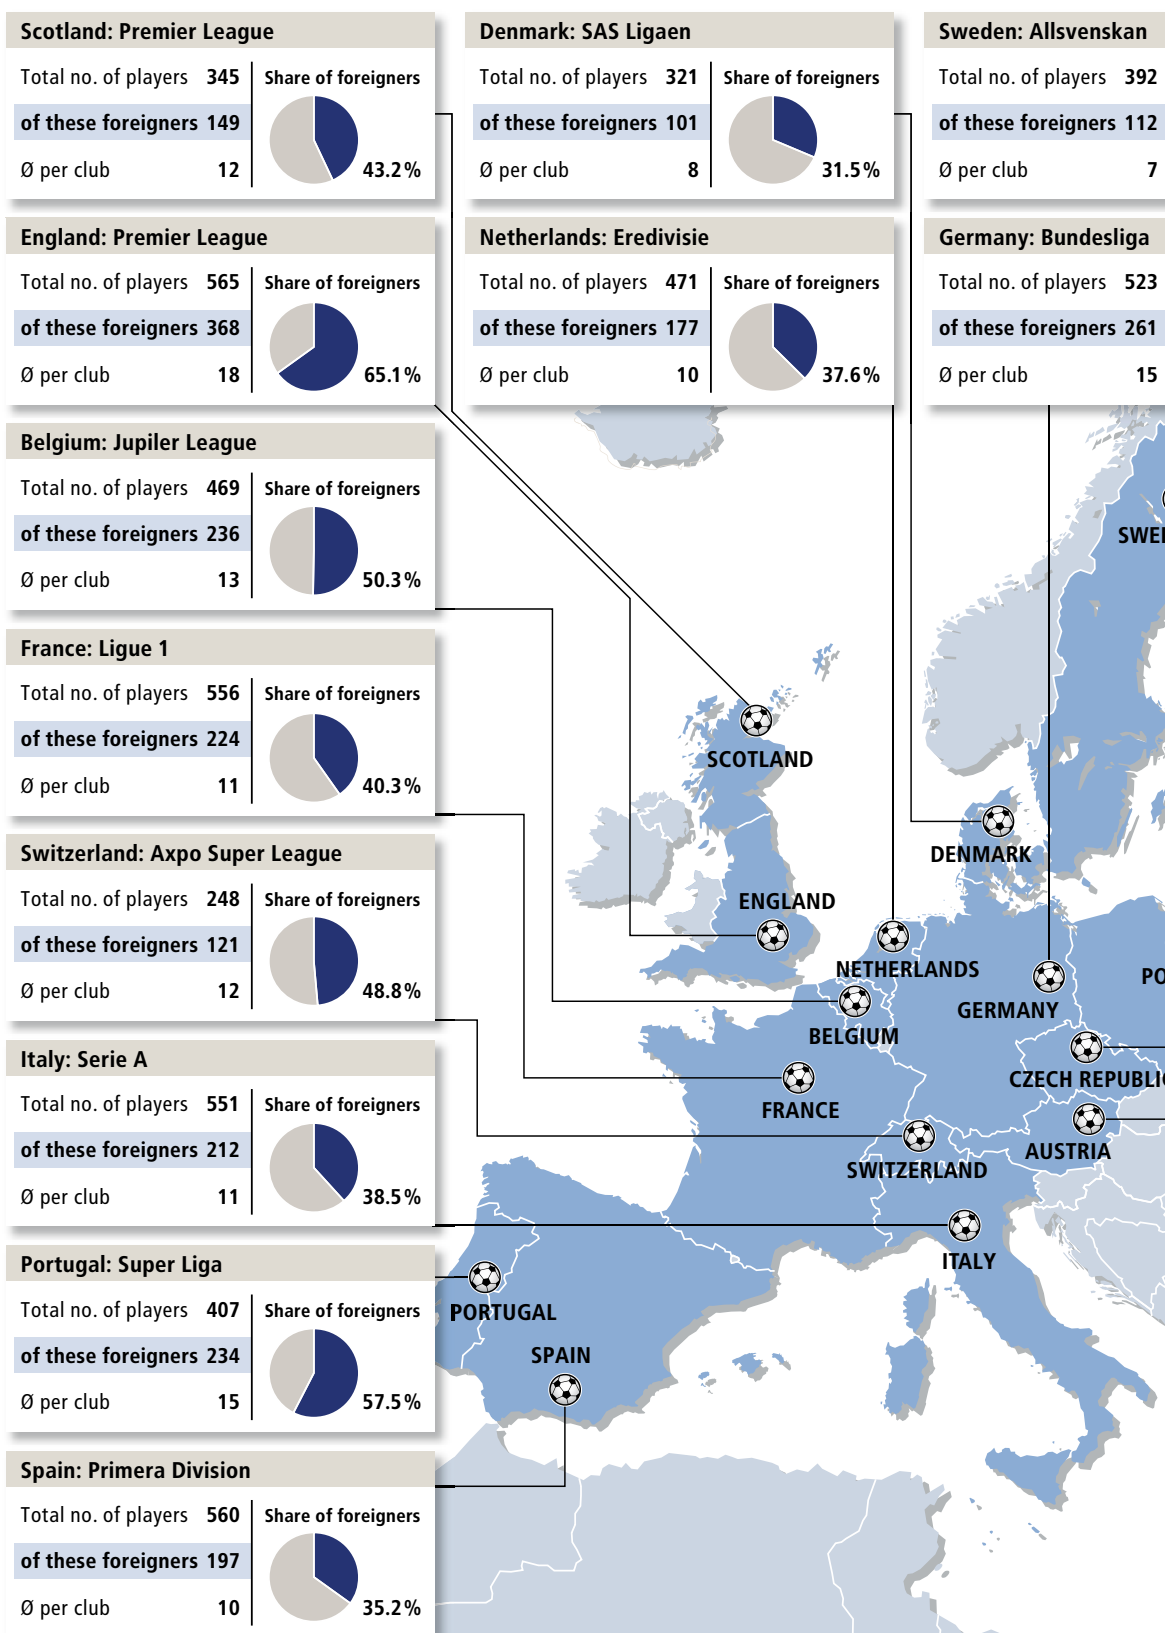 Scotland: Premier League
Total no. of players 345
of these foreigners 149
Ø per club 12
Share of foreigners
43.2%
Denmark: SAS Ligaen
Total no. of players 321
of these foreigners 101
Ø per club 8
Share of foreigners
31.5%
Sweden: Allsvenskan
Total no. of players 392
of these foreigners 112
Ø per club 7
England: Premier League
Total no. of players 565
of these foreigners 368
Ø per club 18
Share of foreigners
65.1%
Netherlands: Eredivisie
Total no. of players 471
of these foreigners 177
Ø per club 10
Share of foreigners
37.6%
Germany: Bundesliga
Total no. of players 523
of these foreigners 261
Ø per club 15
Belgium: Jupiler League
Total no. of players 469
of these foreigners 236
Ø per club 13
Share of foreigners
50.3%
France: Ligue 1
Total no. of players 556
of these foreigners 224
Ø per club 11
Share of foreigners
40.3%
Switzerland: Axpo Super League
Total no. of players 248
of these foreigners 121
Ø per club 12
Share of foreigners
48.8%
Italy: Serie A
Total no. of players 551
of these foreigners 212
Ø per club 11
Share of foreigners
38.5%
Portugal: Super Liga
Total no. of players 407
of these foreigners 234
Ø per club 15
Share of foreigners
57.5%
Spain: Primera Division
Total no. of players 560
of these foreigners 197
Ø per club 10
Share of foreigners
35.2%
SWE
SCOTLAND
DENMARK
ENGLAND
NETHERLANDS
PO
GERMANY
BELGIUM
CZECH REPUBLIC
FRANCE
AUSTRIA
SWITZERLAND
ITALY
PORTUGAL
SPAIN